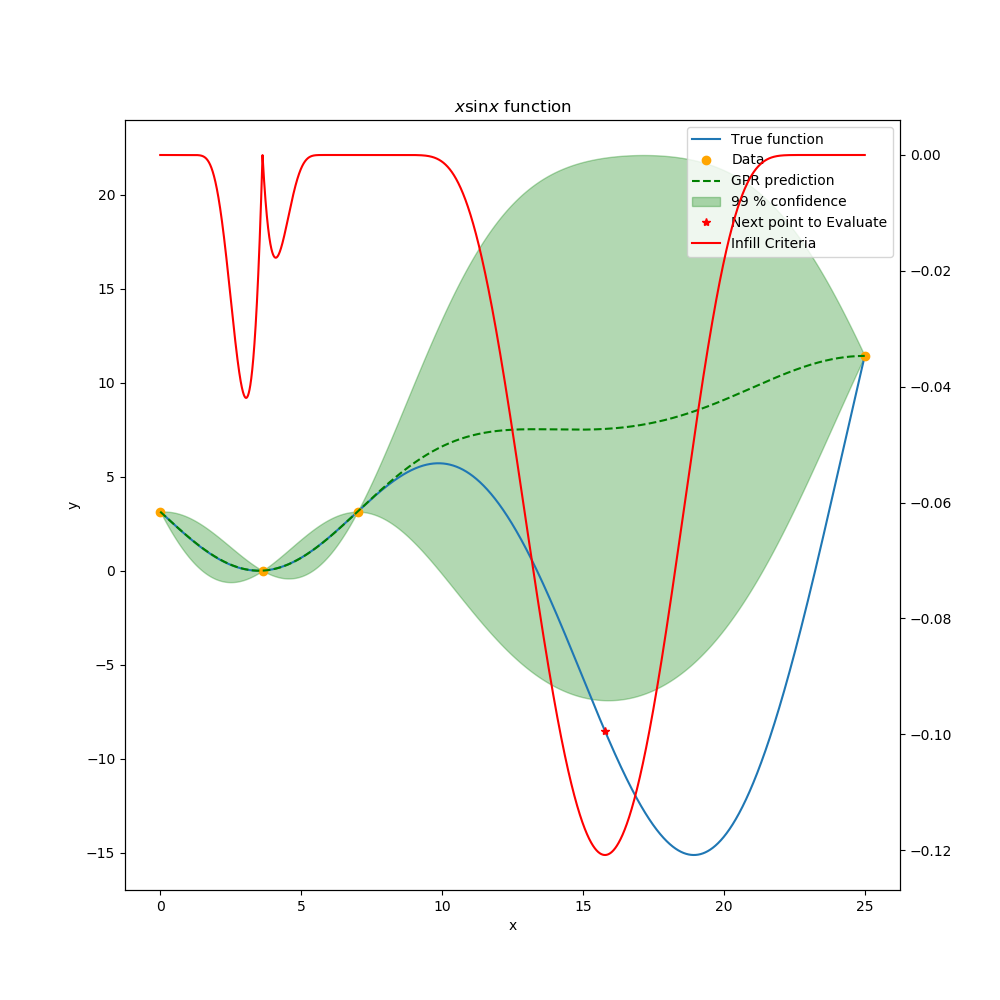 xsinx function
True function
Data
GPR prediction
99 % confidence
Next point to Evaluate
Infill Criteria
y
20
15
10
5
0
−5
−10
−15
0.00
−0.02
−0.04
−0.06
−0.08
−0.10
−0.12
0 5 10 15 20 25
x